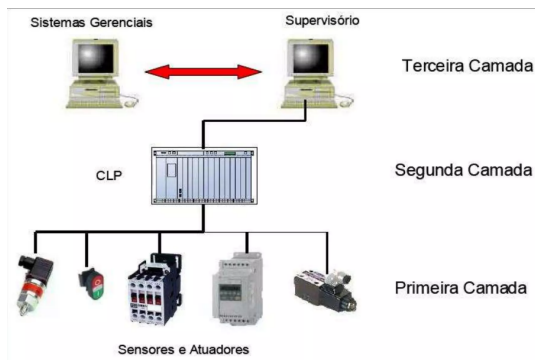 Sistemas Gerenciais
Supervisório
Terceira Camada
CLP
Segunda Camada
Primeira Camada
Sensores e Atuadores